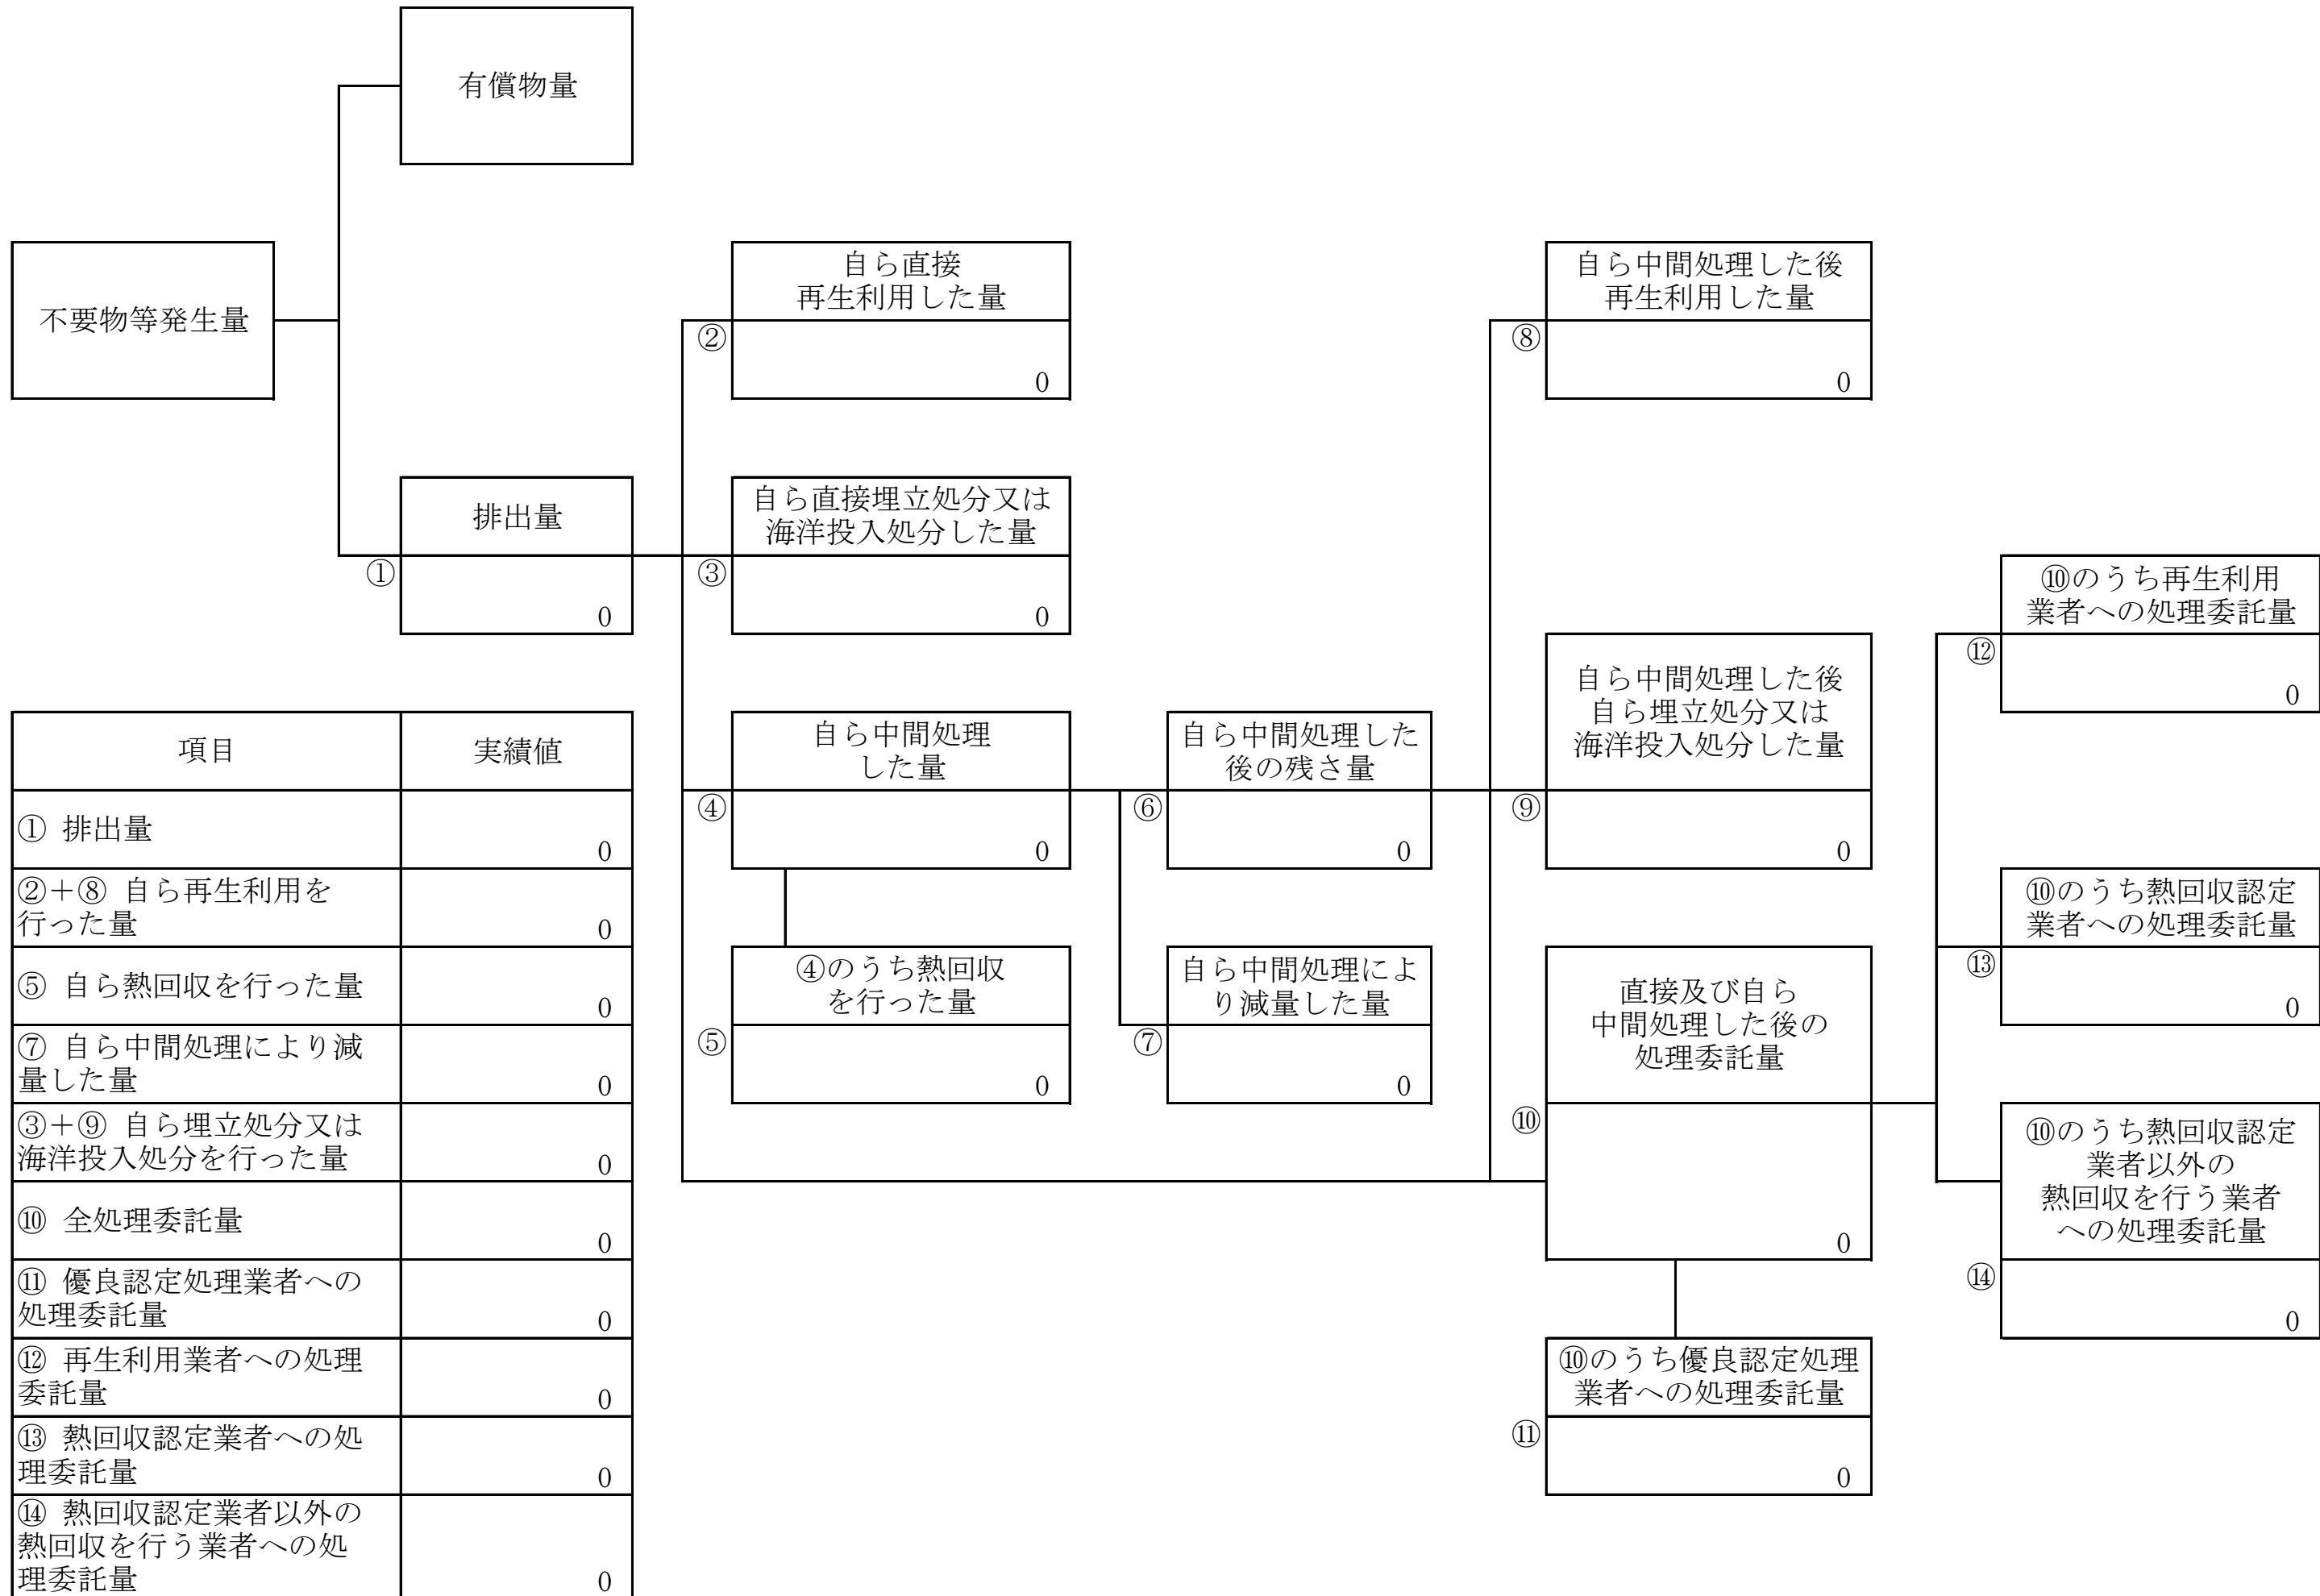 有償物量
不要物等発生量
自ら直接
再生利用した量
②
0
自ら中間処理した後
再生利用した量
⑧
0
排出量
①
0
自ら直接埋立処分又は
海洋投入処分した量
③
0
⑩のうち再生利用
業者への処理委託量
⑫
0
自ら中間処理
した量
④
0
自ら中間処理した
後の残さ量
⑥
0
自ら中間処理した後
自ら埋立処分又は
海洋投入処分した量
⑨
0
⑩のうち熱回収認定
業者への処理委託量
⑬
0
④のうち熱回収
を行った量
⑤
0
自ら中間処理によ
り減量した量
⑦
0
直接及び自ら
中間処理した後の
処理委託量
⑩
0
⑩のうち熱回収認定
業者以外の
熱回収を行う業者
への処理委託量
⑭
0
⑩のうち優良認定処理
業者への処理委託量
⑪
0
項目 実績値
① 排出量
0
②＋⑧ 自ら再生利用を
行った量 0
⑤ 自ら熱回収を行った量
0
⑦ 自ら中間処理により減
量した量 0
③＋⑨ 自ら埋立処分又は
海洋投入処分を行った量 0
⑩ 全処理委託量
0
⑪ 優良認定処理業者への
処理委託量 0
⑫ 再生利用業者への処理
委託量 0
⑬ 熱回収認定業者への処
理委託量 0
⑭ 熱回収認定業者以外の
熱回収を行う業者への処
理委託量 0